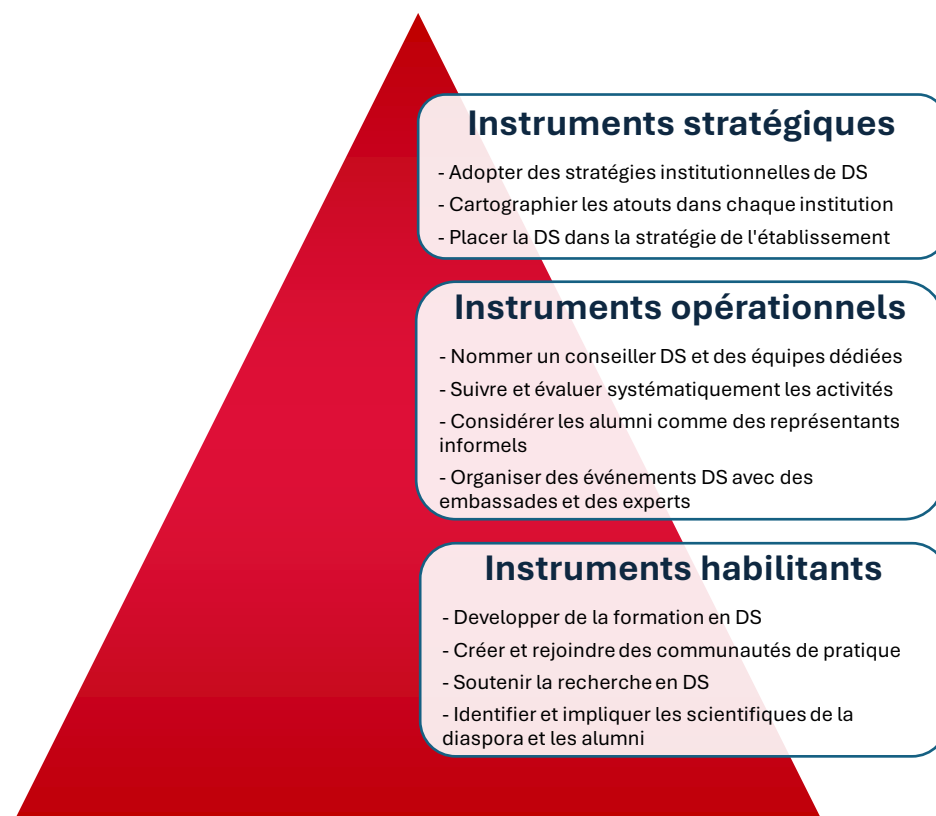 Instruments stratégiques
- Adopter des stratégies institutionnelles de DS
- Cartographier les atouts dans chaque institution
- Placer la DS dans la stratégie de l'établissement
Instruments opérationnels
- Nommer un conseiller DS et des équipes dédiées
- Suivre et évaluer systématiquement les activités
- Considérer les alumni comme des représentants
informels
- Organiser des événements DS avec des
embassades et des experts
Instruments habilitants
- Developper de la formation en DS
- Créer et rejoindre des communautés de pratique
- Soutenir la recherche en DS
- Identifier et impliquer les scientifiques de la
diaspora et les alumni